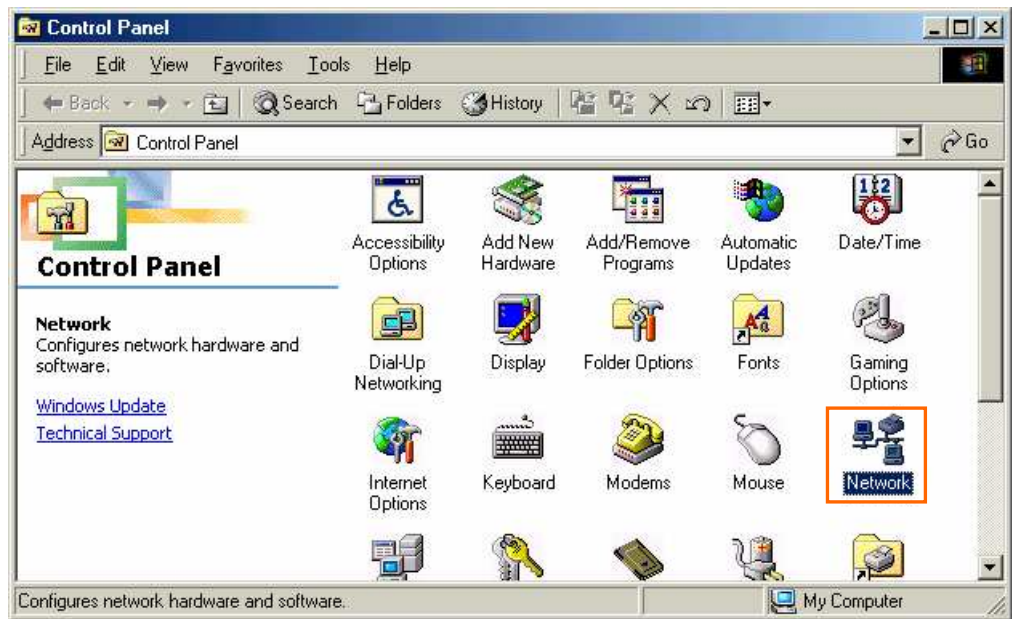 Control Panel
File Edit View Favorites Tools Help
Back Search Folders History
Address Control Panel Go
Control Panel
Network
Configures network hardware and
software.
Windows Update
Technical Support
Accessibility
Options
Add New
Hardware
Add/Remove
Programs
Automatic
Updates
Date/Time
Dial-Up
Networking
Display
Folder Options
Fonts
Gaming
Options
Internet
Options
Keyboard
Modems
Mouse
Network
Configures network hardware and software. My Computer